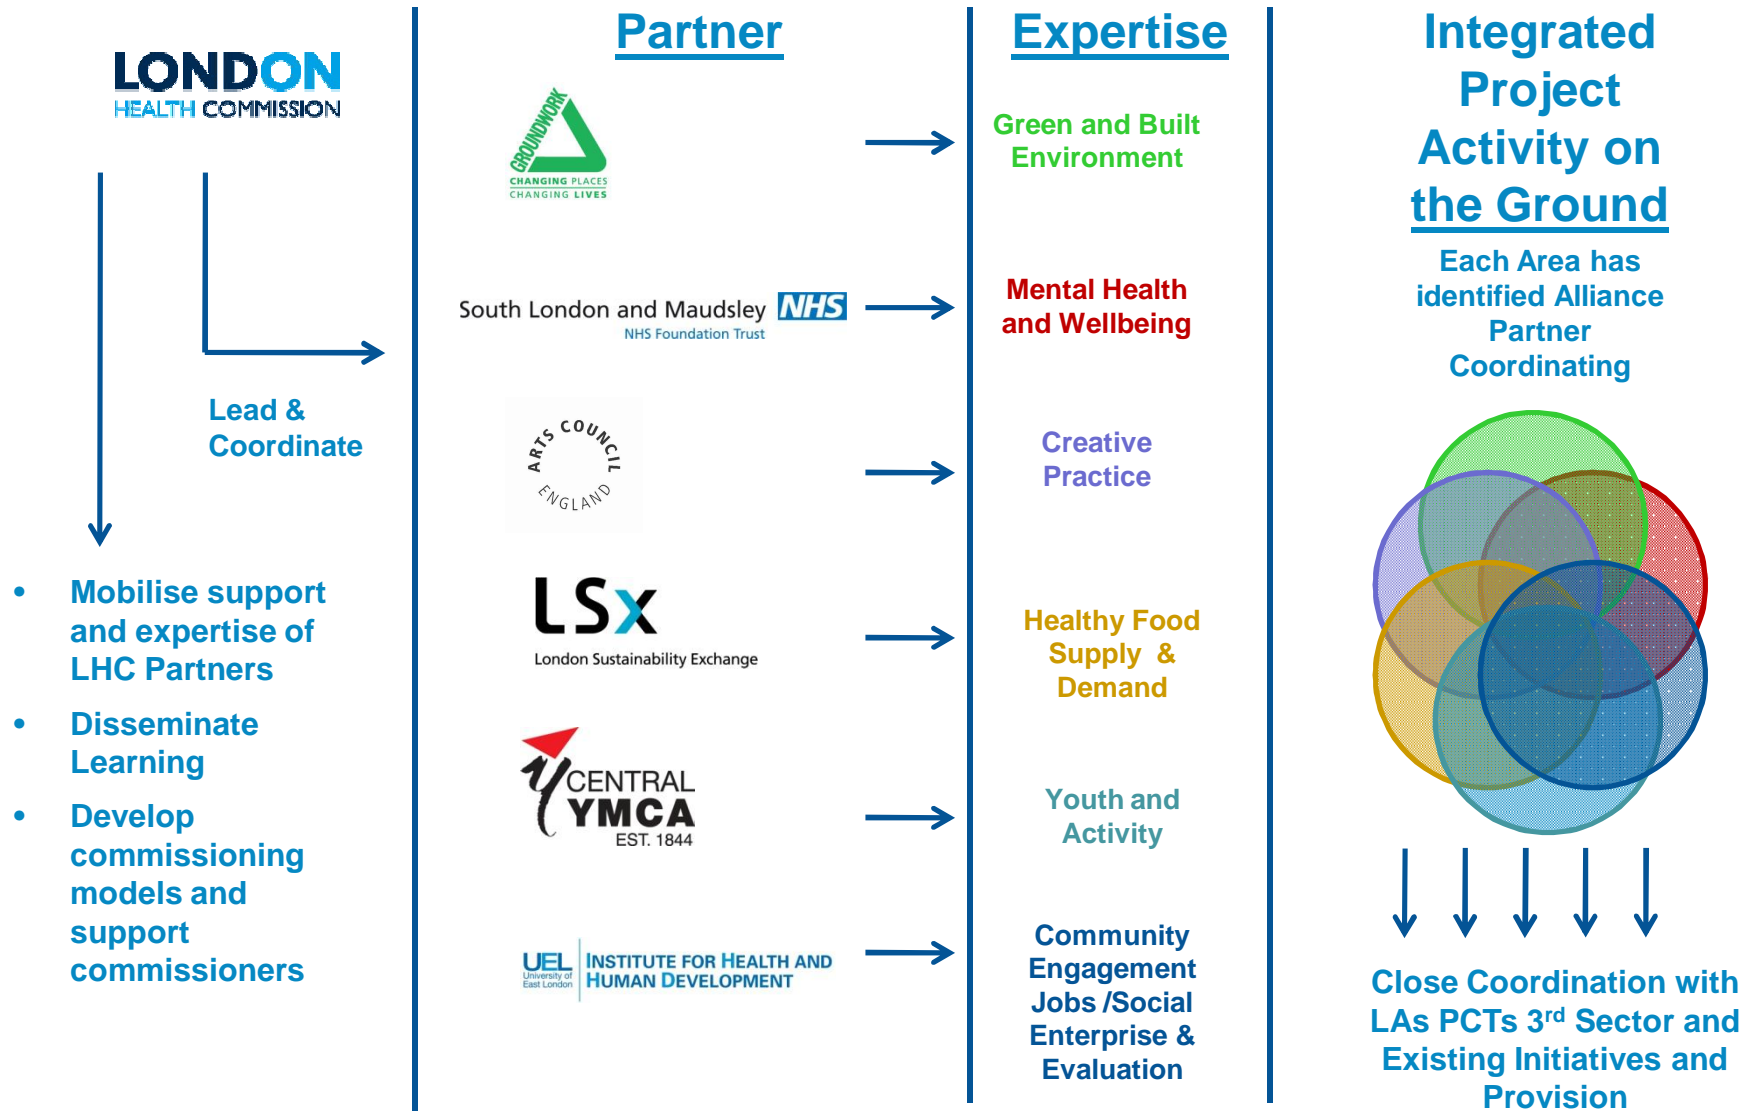 LONDON
HEALTH COMMISSION
Lead &
Coordinate
• Mobilise support
and expertise of
LHC Partners
• Disseminate
Learning
• Develop
commissioning
models and
support
commissioners
Partner
GROUNDWORK
CHANGING PLACES
CHANGING LIVES
South London and Maudsley NHS
NHS Foundation Trust
ARTS COUNCIL
ENGLAND
LSx
London Sustainability Exchange
Y CENTRAL
YMCA
EST. 1844
UEL
University of
East London
INSTITUTE FOR HEALTH AND
HUMAN DEVELOPMENT
Expertise
Green and Built
Environment
Mental Health
and Wellbeing
Creative
Practice
Healthy Food
Supply &
Demand
Youth and
Activity
Community
Engagement
Jobs /Social
Enterprise &
Evaluation
Integrated
Project
Activity on
the Ground
Each Area has
identified Alliance
Partner
Coordinating
Close Coordination with
LAs PCTs 3rd Sector and
Existing Initiatives and
Provision